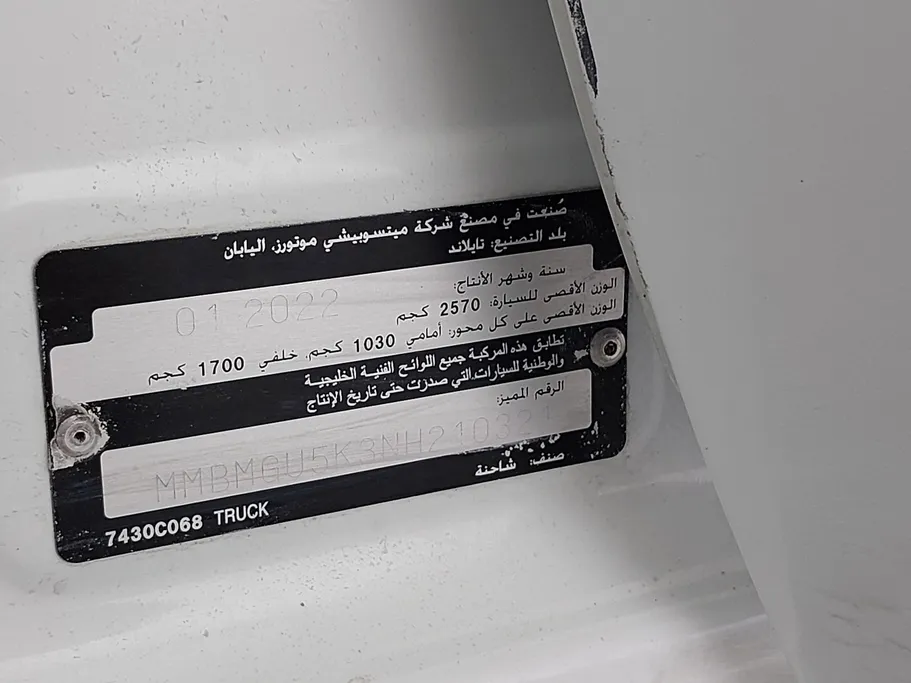 صُنعت في مصنع شركة ميتسوبيشي موتورز، اليابان
بلد التصنيع: تايلاند
سنة وشهر الأنتاج:
01 2022
الوزن الأقصى للسيارة: 2570 كجم
الوزن الأقصى على كل محور: أمامي 1030 كجم. خلفي 1700 كجم
تطابق هذه المركبة جميع اللوائح الفنية الخليجية
والوطنية للسيارات التي صدرت حتى تاريخ الإنتاج
الرقم المميز:
MMBMGU5K3NH210321
صنف: شاحنة
7430C068 TRUCK